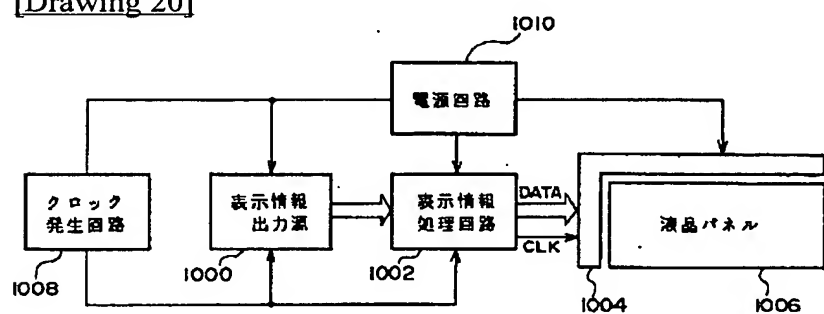 [Drawing 20]
1010
電源回路
クロック
発生回路
表示情報
出力源
表示情報
処理回路
DATA
CLK
液晶パネル
1008
1000
1002
1004
1006